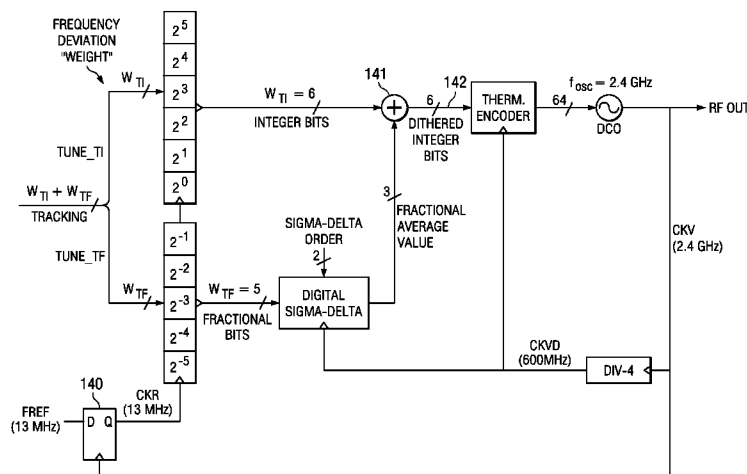 FREQUENCY
DEVIATION
"WEIGHT"
W_TI
TUNE_TI
W_TI + W_TF
TRACKING
TUNE_TF
W_TF
2^5
2^4
2^3
2^2
2^1
2^0
2^-1
2^-2
2^-3
2^-4
2^-5
W_TI = 6
INTEGER BITS
141
+
6
142
DITHERED
INTEGER
BITS
THERM.
ENCODER
64
f_osc = 2.4 GHz
DCO
RF OUT
3
FRACTIONAL
AVERAGE
VALUE
SIGMA-DELTA
ORDER
2
W_TF = 5
FRACTIONAL
BITS
DIGITAL
SIGMA-DELTA
CKV
(2.4 GHz)
CKVD
(600MHz)
DIV-4
140
FREF
(13 MHz)
D Q
CKR
(13 MHz)